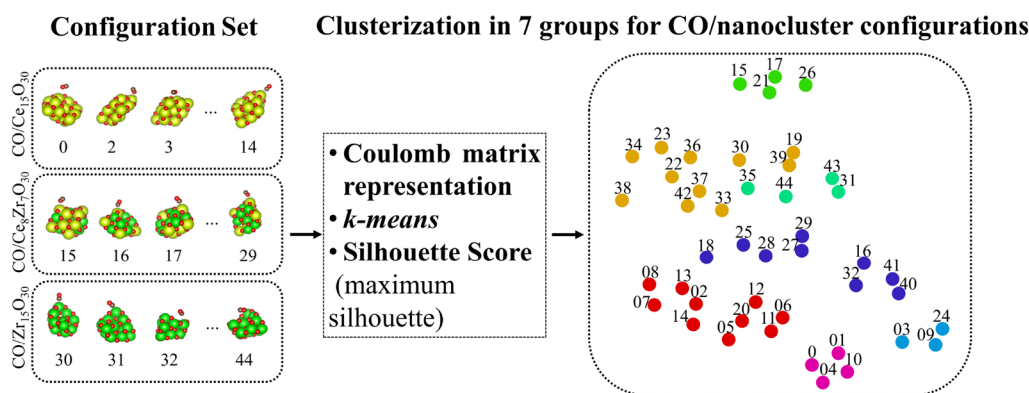 Configuration Set
Clusterization in 7 groups for CO/nanocluster configurations
CO/Ce15O30
...
0 2 3 14
CO/Ce8Zr7O30
...
15 16 17 29
CO/Zr15O30
...
30 31 32 44
• Coulomb matrix
representation
• k-means
• Silhouette Score
(maximum
silhouette)
15 17 21 26
34 23 36 30 39 19
22 37 35 44 43 31
38 42 33
18 25 28 27 29
16 32 41 40
08 13 02 12
07 14 05 20 11 06
03 09 24
0 01 04 10